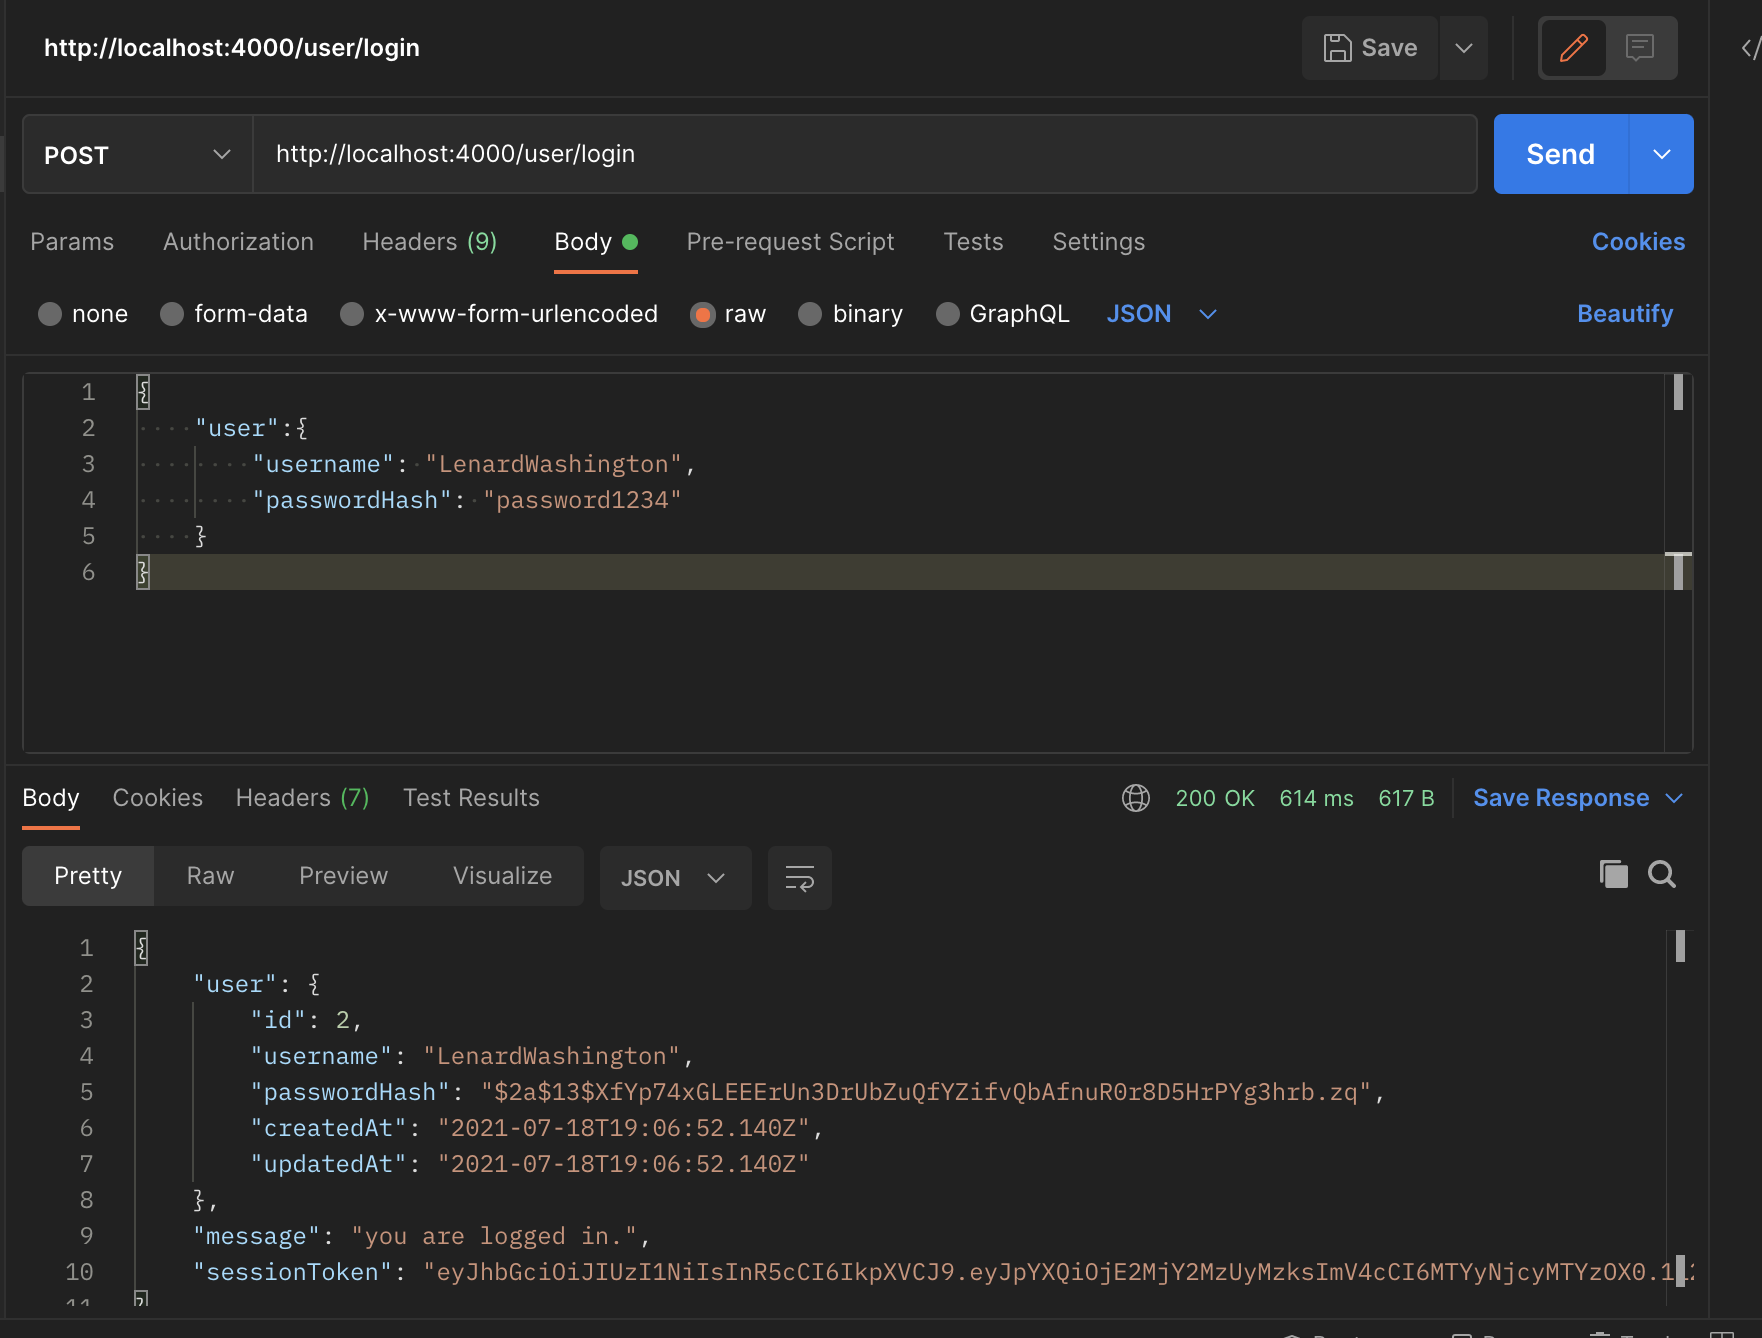 http://localhost:4000/user/login
Save
POST http://localhost:4000/user/login Send
Params Authorization Headers (9) Body Pre-request Script Tests Settings Cookies
none form-data x-www-form-urlencoded raw binary GraphQL JSON Beautify
1 {
2 "user":{
3 "username": "LenardWashington",
4 "passwordHash": "password1234"
5 }
6 }
Body Cookies Headers (7) Test Results 200 OK 614 ms 617 B Save Response
Pretty Raw Preview Visualize JSON
1 {
2 "user": {
3 "id": 2,
4 "username": "LenardWashington",
5 "passwordHash": "$2a$13$XfYp74xGLEEErUn3DrUbZuQfYZifvQbAfnuR0r8D5HrPYg3hrb.zq",
6 "createdAt": "2021-07-18T19:06:52.140Z",
7 "updatedAt": "2021-07-18T19:06:52.140Z"
8 },
9 "message": "you are logged in.",
10 "sessionToken": "eyJhbGciOiJIUzI1NiIsInR5cCI6IkpXVCJ9.eyJpYXQiOjE2MjY2MzUyMzksImV4cCI6MTYyNjcyMTYzOX0.1
11 }